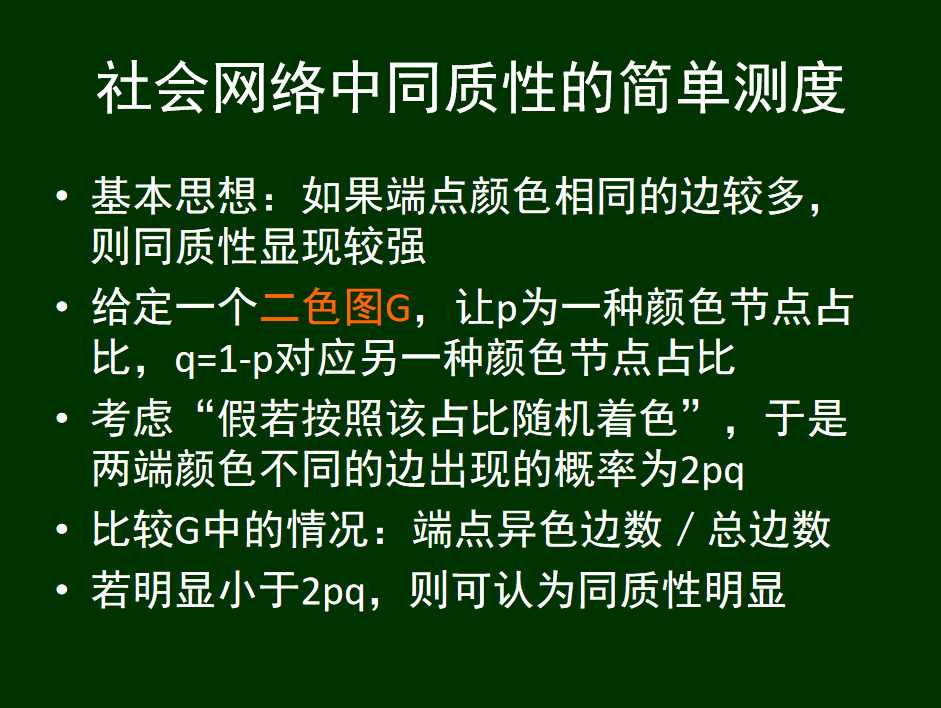 社会网络中同质性的简单测度
• 基本思想：如果端点颜色相同的边较多，
则同质性显现较强
• 给定一个二色图G，让p为一种颜色节点占
比，q=1-p对应另一种颜色节点占比
• 考虑“假若按照该占比随机着色”，于是
两端颜色不同的边出现的概率为2pq
• 比较G中的情况：端点异色边数／总边数
• 若明显小于2pq，则可认为同质性明显